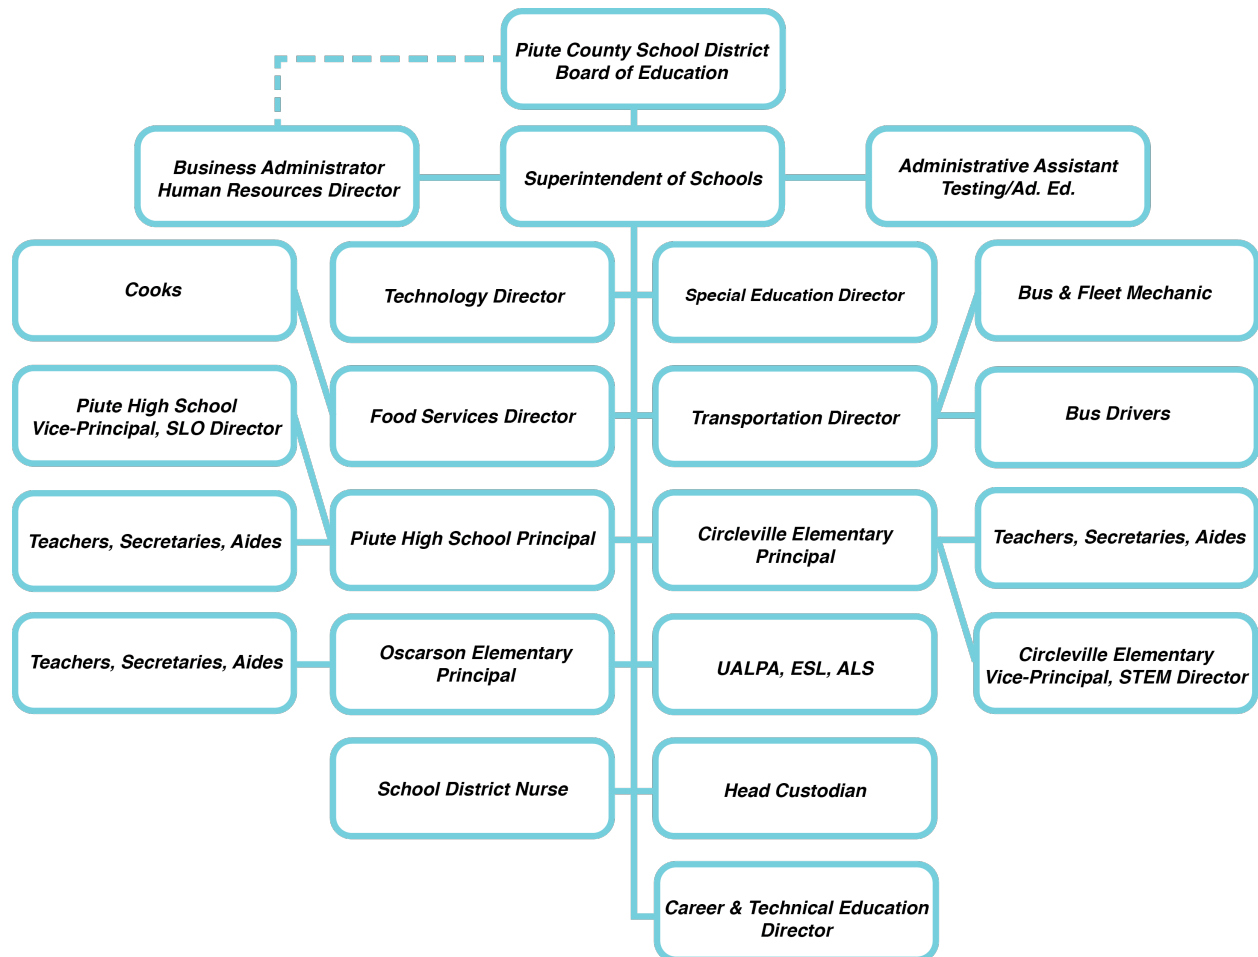 Piute County School District
Board of Education
Business Administrator
Human Resources Director
Superintendent of Schools
Administrative Assistant
Testing/Ad. Ed.
Cooks
Technology Director
Special Education Director
Bus & Fleet Mechanic
Piute High School
Vice-Principal, SLO Director
Food Services Director
Transportation Director
Bus Drivers
Teachers, Secretaries, Aides
Piute High School Principal
Circleville Elementary
Principal
Teachers, Secretaries, Aides
Teachers, Secretaries, Aides
Oscarson Elementary
Principal
UALPA, ESL, ALS
Circleville Elementary
Vice-Principal, STEM Director
School District Nurse
Head Custodian
Career & Technical Education
Director